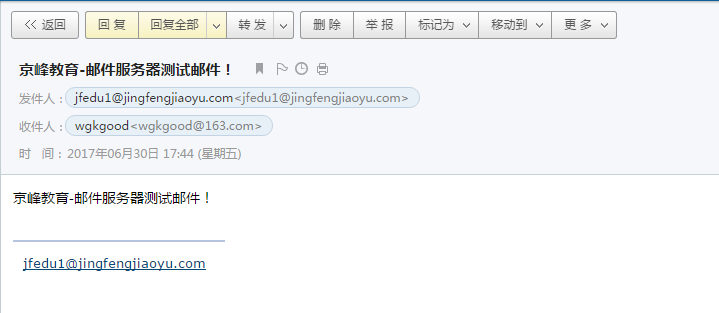 << 返回 回 复 回复全部 转 发 删 除 举 报 标记为 移动到 更 多
京峰教育-邮件服务器测试邮件！
发件人：jfedu1@jingfengjiaoyu.com<jfedu1@jingfengjiaoyu.com>
收件人：wgkgood<wgkgood@163.com>
时 间：2017年06月30日 17:44 (星期五)
京峰教育-邮件服务器测试邮件！
jfedu1@jingfengjiaoyu.com